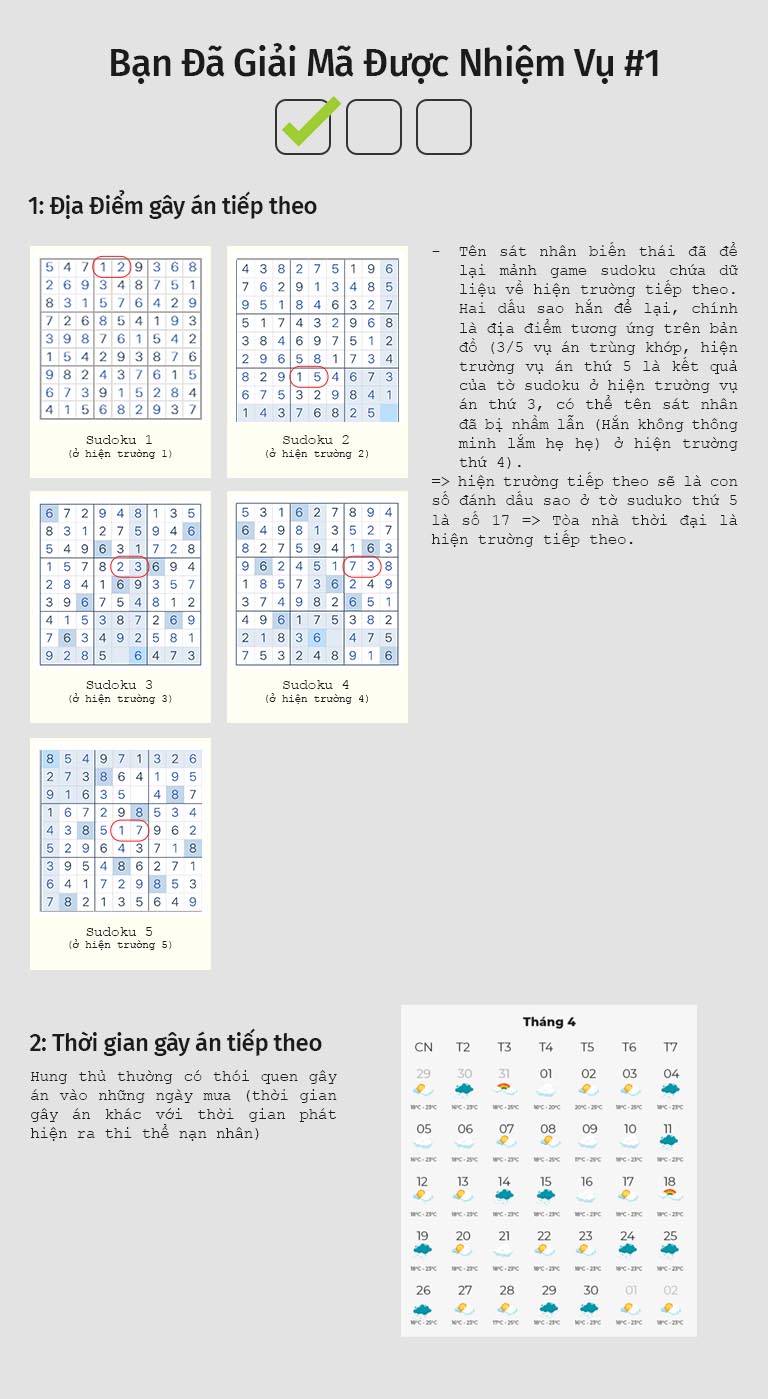 Bạn Đã Giải Mã Được Nhiệm Vụ #1
1: Địa Điểm gây án tiếp theo
5 4 7 1 2 9 3 6 8
2 6 9 3 4 8 7 5 1
8 3 1 5 7 6 4 2 9
7 2 6 8 5 4 1 9 3
3 9 8 7 6 1 5 4 2
1 5 4 2 9 3 8 7 6
9 8 2 4 3 7 6 1 5
6 7 3 9 1 5 2 8 4
4 1 5 6 8 2 9 3 7
Sudoku 1
(ở hiện trường 1)
4 3 8 2 7 5 1 9 6
7 6 2 9 1 3 4 8 5
9 5 1 8 4 6 3 2 7
5 1 7 4 3 2 9 6 8
3 8 4 6 9 7 5 1 2
2 9 6 5 8 1 7 3 4
8 2 9 1 5 4 6 7 3
6 7 5 3 2 9 8 4 1
1 4 3 7 6 8 2 5
Sudoku 2
(ở hiện trường 2)
- Tên sát nhân biến thái đã để
lại mảnh game sudoku chứa dữ
liệu về hiện trường tiếp theo.
Hai dấu sao hắn để lại, chính
là địa điểm tương ứng trên bản
đồ (3/5 vụ án trùng khớp, hiện
trường vụ án thứ 5 là kết quả
của tờ sudoku ở hiện trường vụ
án thứ 3, có thể tên sát nhân
đã bị nhầm lẫn (Hắn không thông
minh lắm hẹ hẹ) ở hiện trường
thứ 4).
=> hiện trường tiếp theo sẽ là con
số đánh dấu sao ở tờ suduko thứ 5
là số 17 => Tòa nhà thời đại là
hiện trường tiếp theo.
6 7 2 9 4 8 1 3 5
8 3 1 2 7 5 9 4 6
5 4 9 6 3 1 7 2 8
1 5 7 8 2 3 6 9 4
2 8 4 1 6 9 3 5 7
3 9 6 7 5 4 8 1 2
4 1 5 3 8 7 2 6 9
7 6 3 4 9 2 5 8 1
9 2 8 5 6 4 7 3
Sudoku 3
(ở hiện trường 3)
5 3 1 6 2 7 8 9 4
6 4 9 8 1 3 5 2 7
8 2 7 5 9 4 1 6 3
9 6 2 4 5 1 7 3 8
1 8 5 7 3 6 2 4 9
3 7 4 9 8 2 6 5 1
4 9 6 1 7 5 3 8 2
2 1 8 3 6 4 7 5
7 5 3 2 4 8 9 1 6
Sudoku 4
(ở hiện trường 4)
8 5 4 9 7 1 3 2 6
2 7 3 8 6 4 1 9 5
9 1 6 3 5 4 8 7
1 6 7 2 9 8 5 3 4
4 3 8 5 1 7 9 6 2
5 2 9 6 4 3 7 1 8
3 9 5 4 8 6 2 7 1
6 4 1 7 2 9 8 5 3
7 8 2 1 3 5 6 4 9
Sudoku 5
(ở hiện trường 5)
2: Thời gian gây án tiếp theo
Hung thủ thường có thói quen gây
án vào những ngày mưa (thời gian
gây án khác với thời gian phát
hiện ra thi thể nạn nhân)
Tháng 4
CN T2 T3 T4 T5 T6 T7
29 30 31 01 02 03 04
05 06 07 08 09 10 11
12 13 14 15 16 17 18
19 20 21 22 23 24 25
26 27 28 29 30 01 02